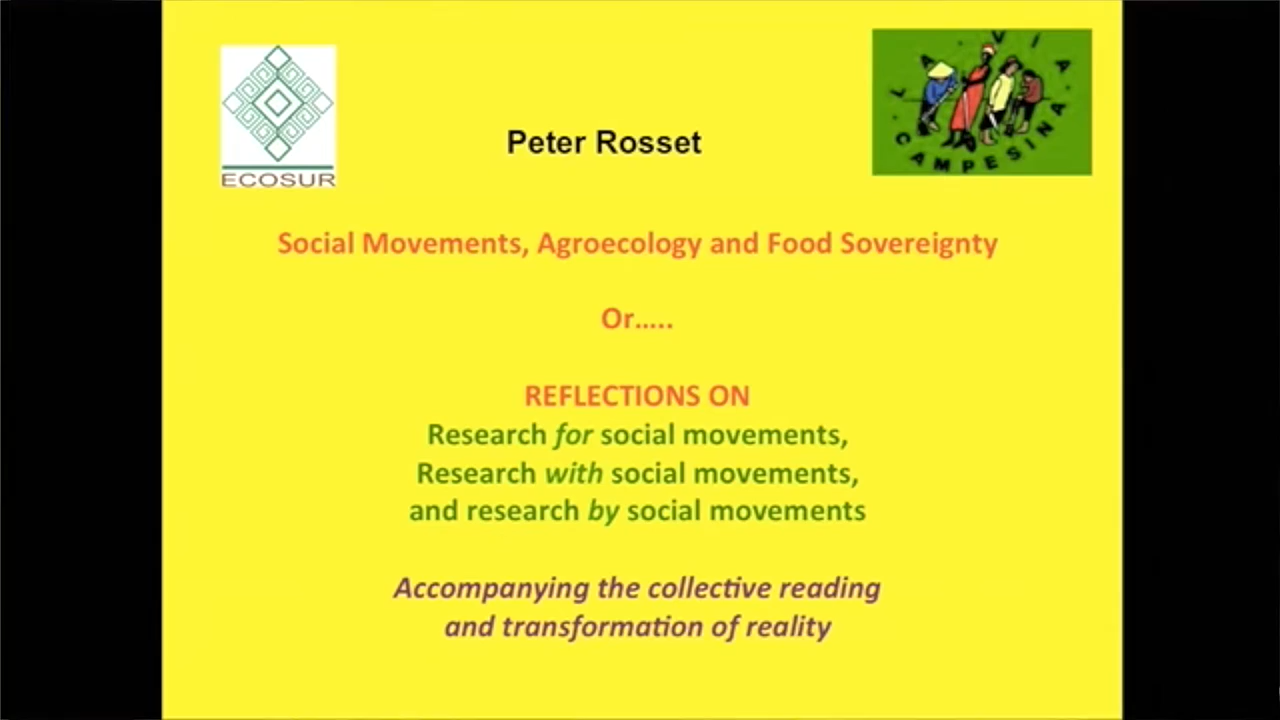 ECOSUR
LA VIA CAMPESINA
Peter Rosset
Social Movements, Agroecology and Food Sovereignty
Or…..
REFLECTIONS ON
Research for social movements,
Research with social movements,
and research by social movements
Accompanying the collective reading
and transformation of reality